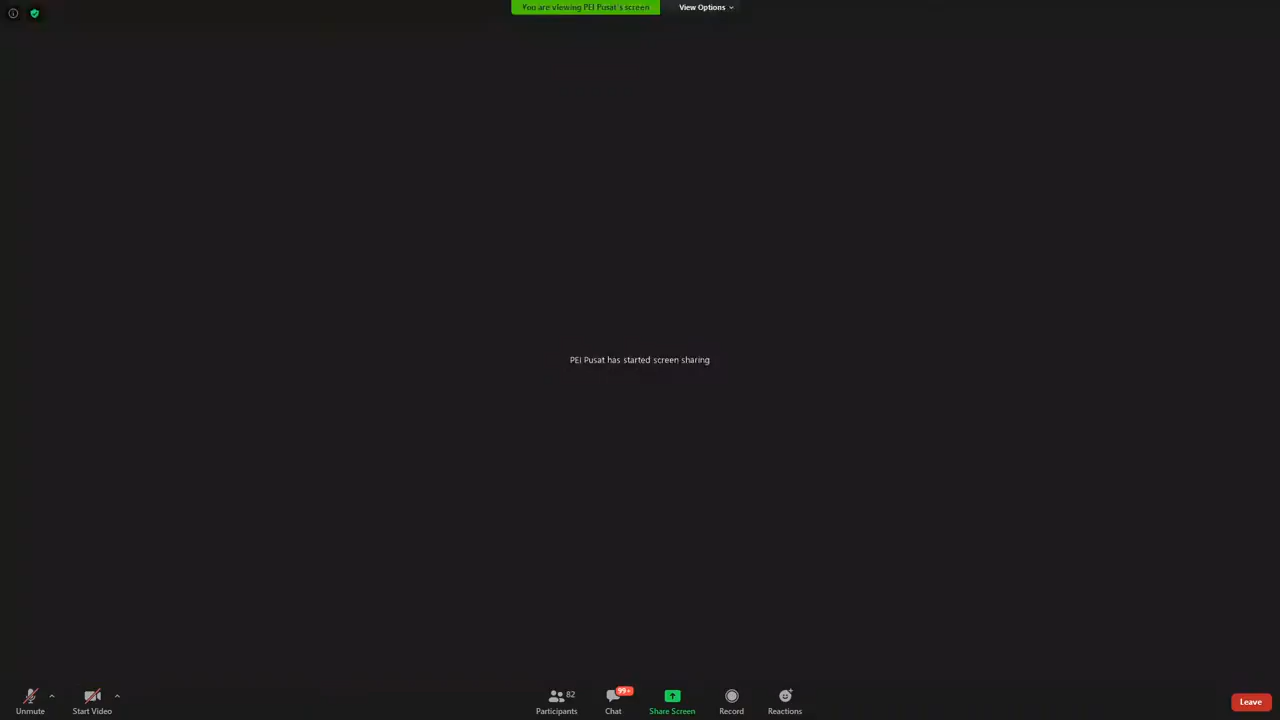 You are viewing PEI Pusat's screen
View Options
PEI Pusat has started screen sharing
Unmute
Start Video
82
Participants
99+
Chat
Share Screen
Record
Reactions
Leave